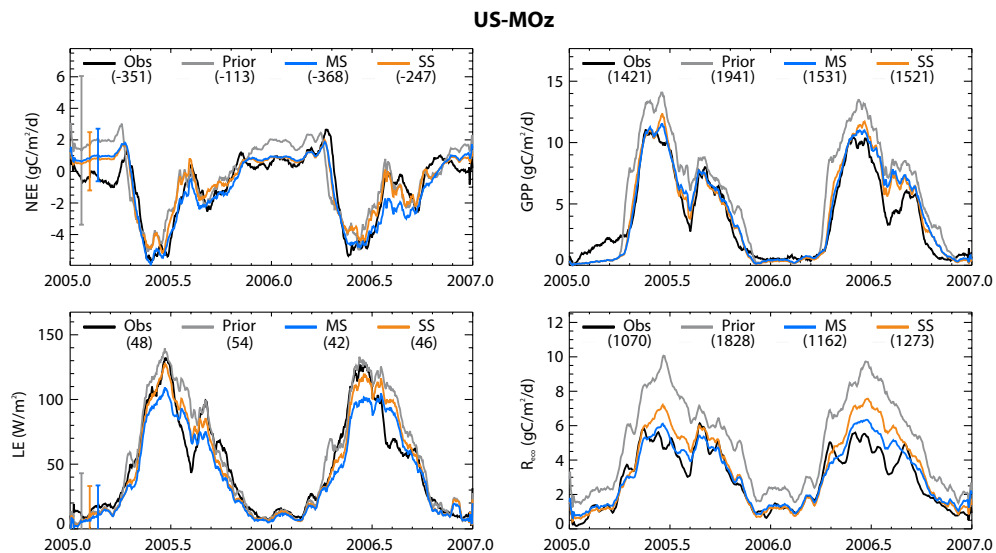 US-MOz
Obs Prior MS SS
(-351) (-113) (-368) (-247)
NEE (gC/m²/d)
6
4
2
0
-2
-4
-6
2005.0 2005.5 2006.0 2006.5 2007.0
Obs Prior MS SS
(1421) (1941) (1531) (1521)
GPP (gC/m²/d)
15
10
5
0
2005.0 2005.5 2006.0 2006.5 2007.0
Obs Prior MS SS
(48) (54) (42) (46)
LE (W/m²)
150
100
50
0
2005.0 2005.5 2006.0 2006.5 2007.0
Obs Prior MS SS
(1070) (1828) (1162) (1273)
Reco (gC/m²/d)
12
10
8
6
4
2
0
2005.0 2005.5 2006.0 2006.5 2007.0